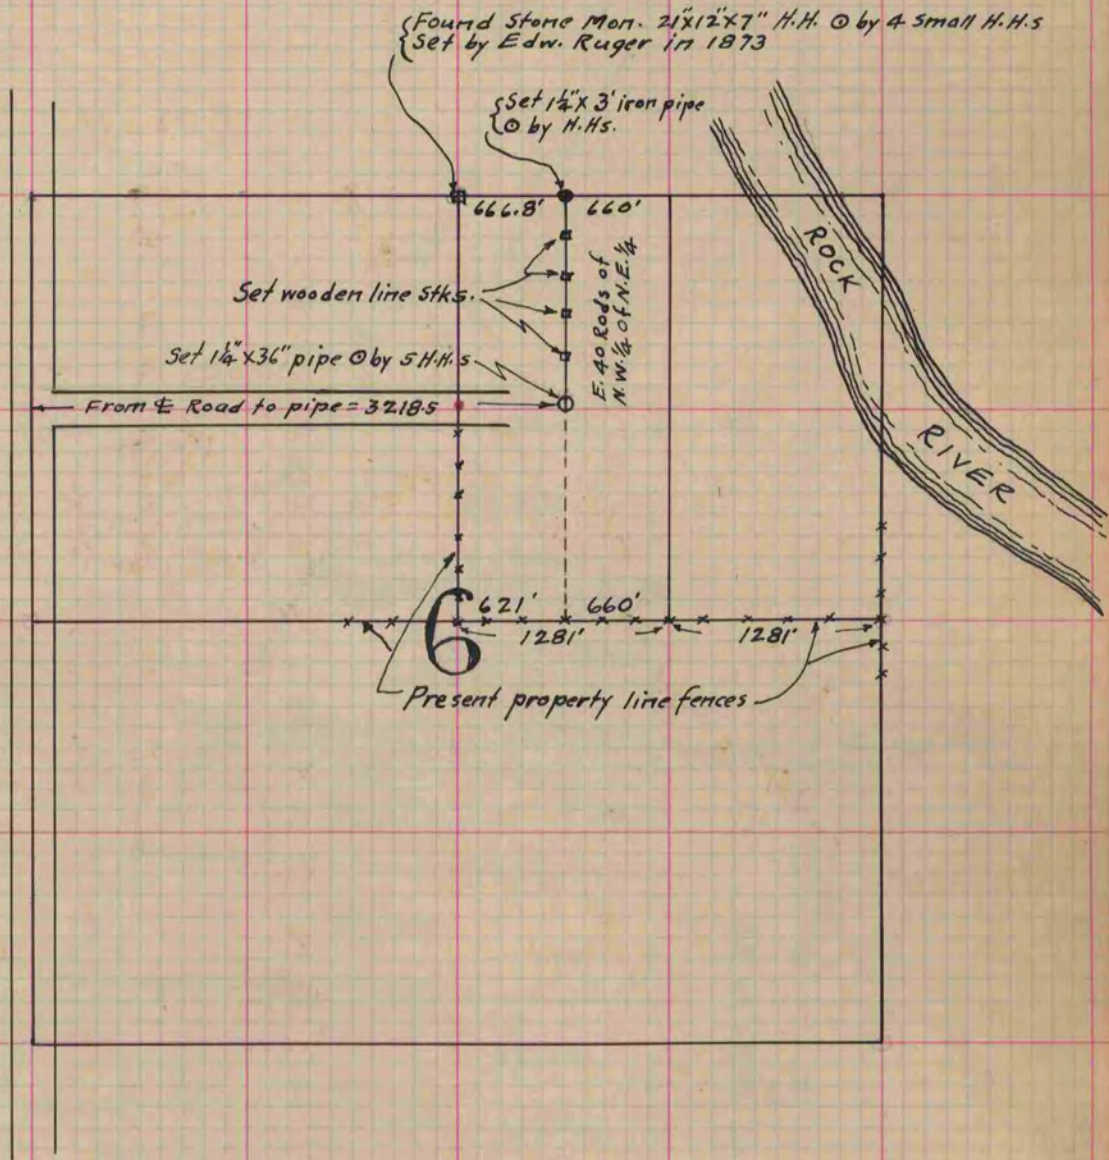 Found Stone Mon. 21"x12"x7" H.H. ⊙ by 4 small H.H.s
Set by Edw. Ruger in 1873
Set 1¼" x 3' iron pipe
⊙ by H.Hs.
666.8' 660'
ROCK
RIVER
E. 40 Rods of
N.W.¼ of N.E.¼
Set wooden line stks.
Set 1¼" x 36" pipe ⊙ by 5 H.H.s
From ℄ Road to pipe = 3218.5
6
621' 660'
1281' 1281'
Present property line fences